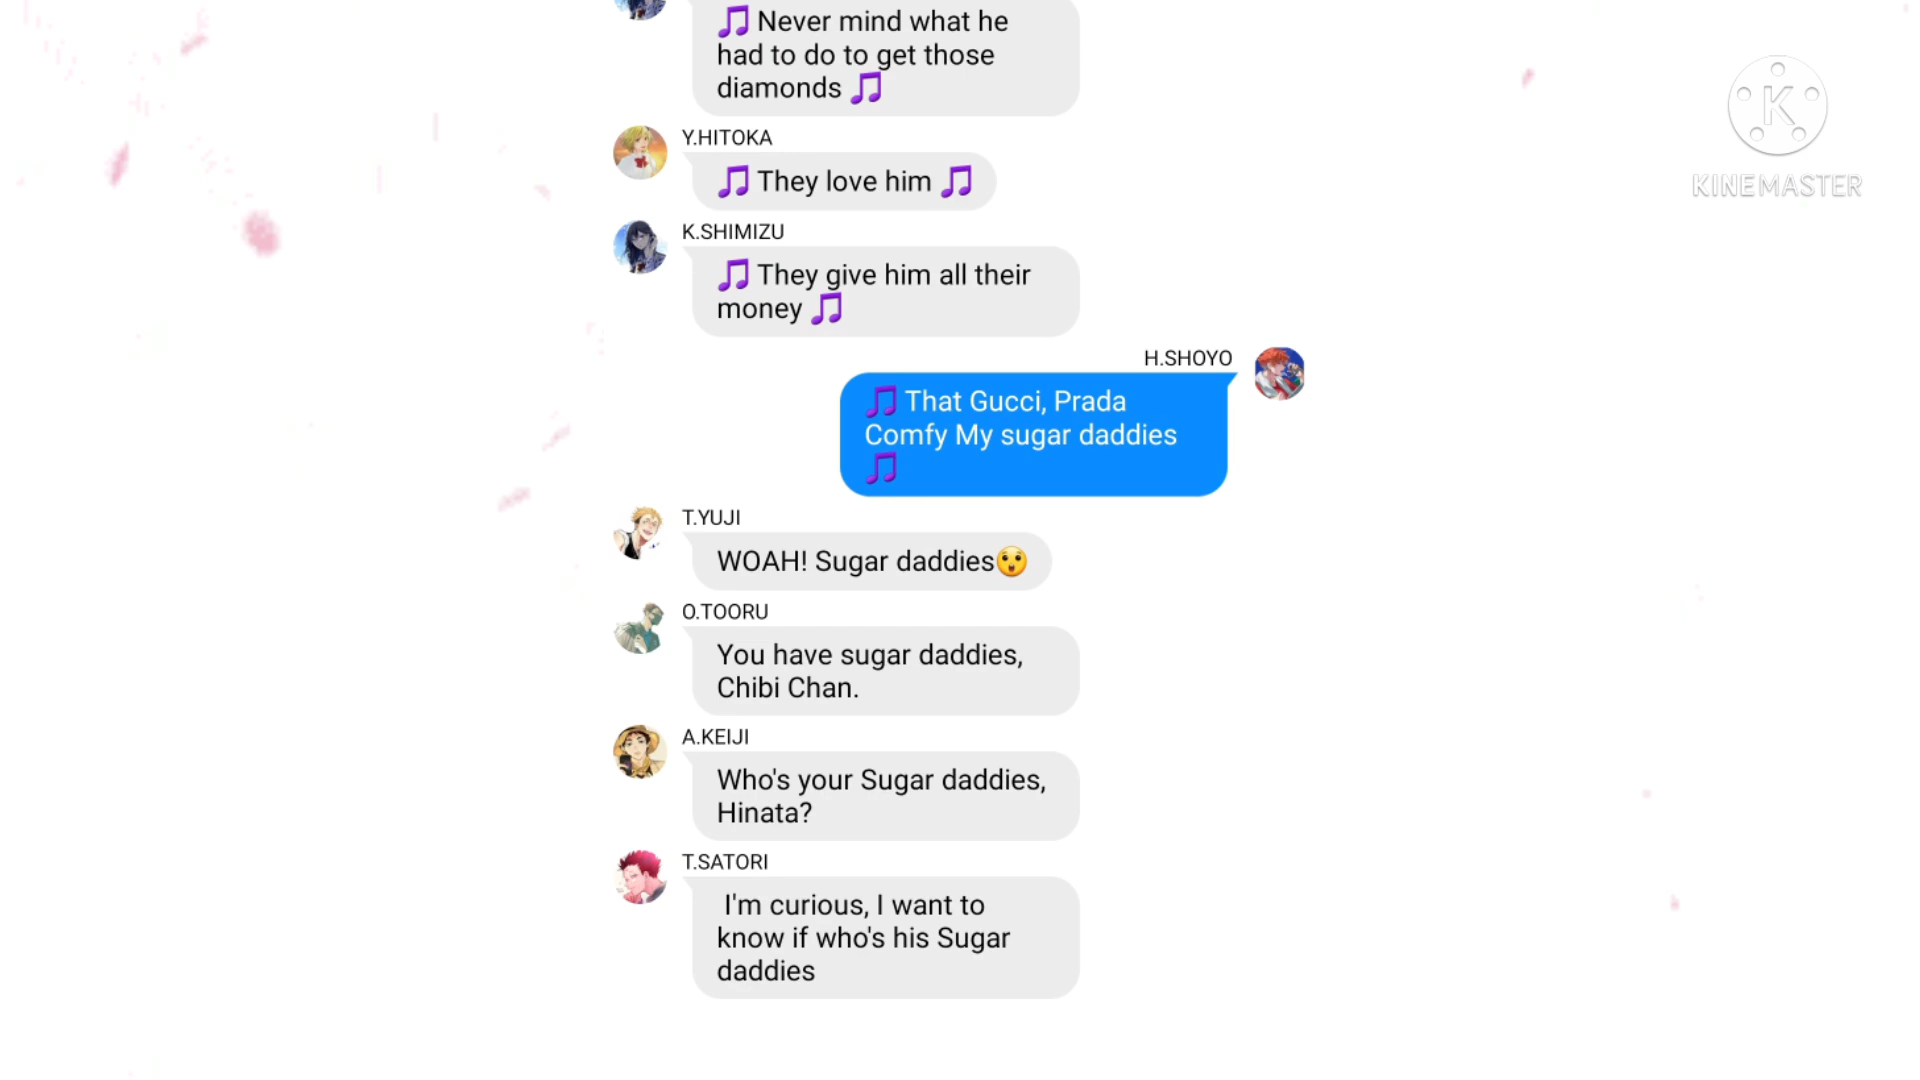 🎵 Never mind what he
had to do to get those
diamonds 🎵
Y.HITOKA
🎵 They love him 🎵
K.SHIMIZU
🎵 They give him all their
money 🎵
H.SHOYO
🎵 That Gucci, Prada
Comfy My sugar daddies
🎵
T.YUJI
WOAH! Sugar daddies😲
O.TOORU
You have sugar daddies,
Chibi Chan.
A.KEIJI
Who's your Sugar daddies,
Hinata?
T.SATORI
I'm curious, I want to
know if who's his Sugar
daddies
K
KINEMASTER